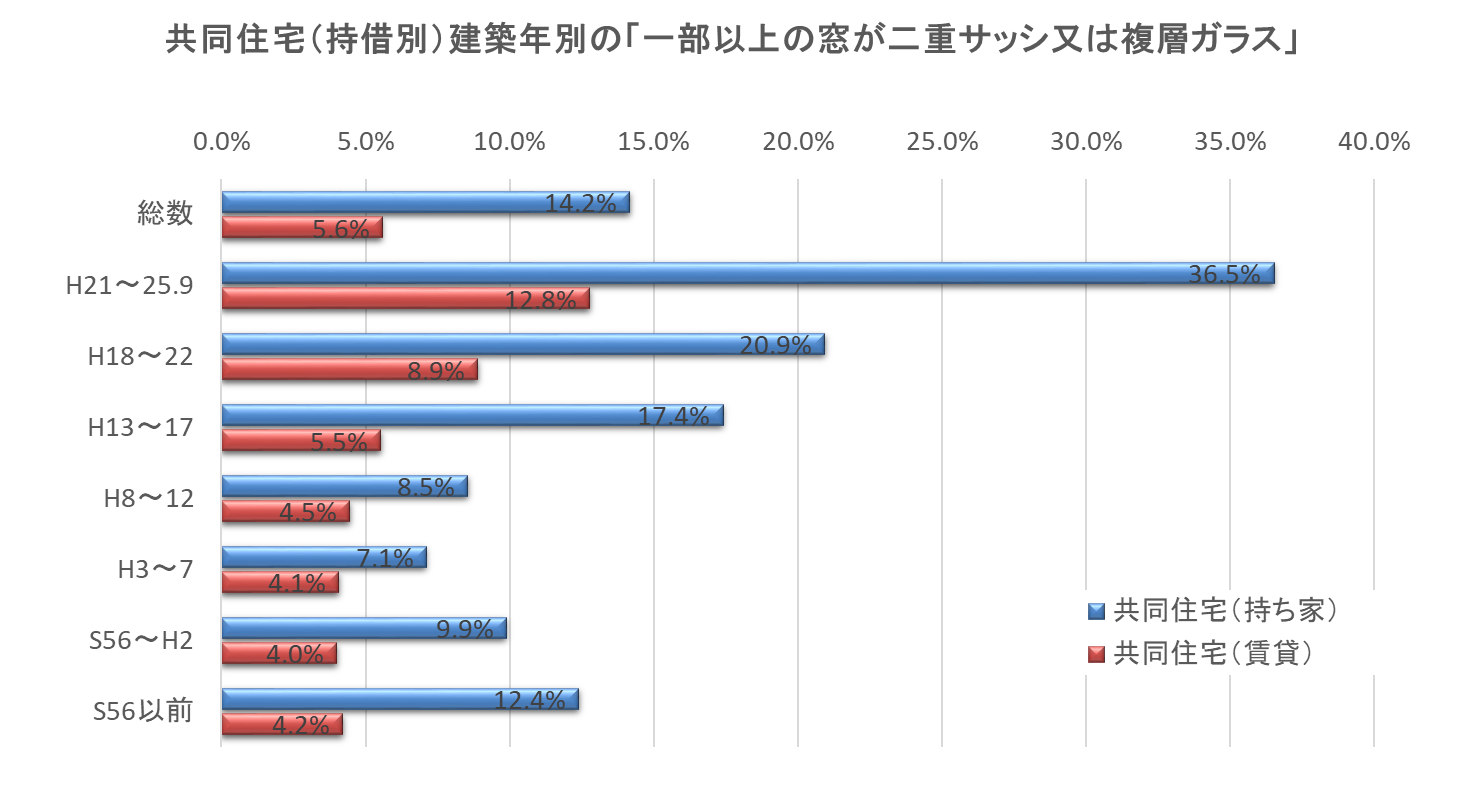 共同住宅（持借別）建築年別の「一部以上の窓が二重サッシ又は複層ガラス」
0.0% 5.0% 10.0% 15.0% 20.0% 25.0% 30.0% 35.0% 40.0%
総数 14.2%
5.6%
H21～25.9 36.5%
12.8%
H18～22 20.9%
8.9%
H13～17 17.4%
5.5%
H8～12 8.5%
4.5%
H3～7 7.1%
4.1%
S56～H2 9.9%
4.0%
S56以前 12.4%
4.2%
共同住宅（持ち家）
共同住宅（賃貸）